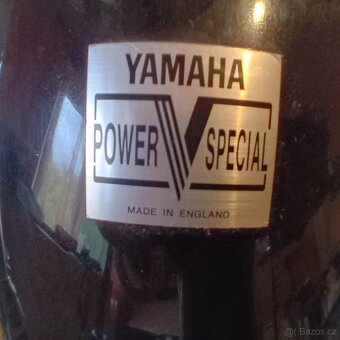 YAMAHA
POWER V SPECIAL
MADE IN ENGLAND
(©) Bazos.cz